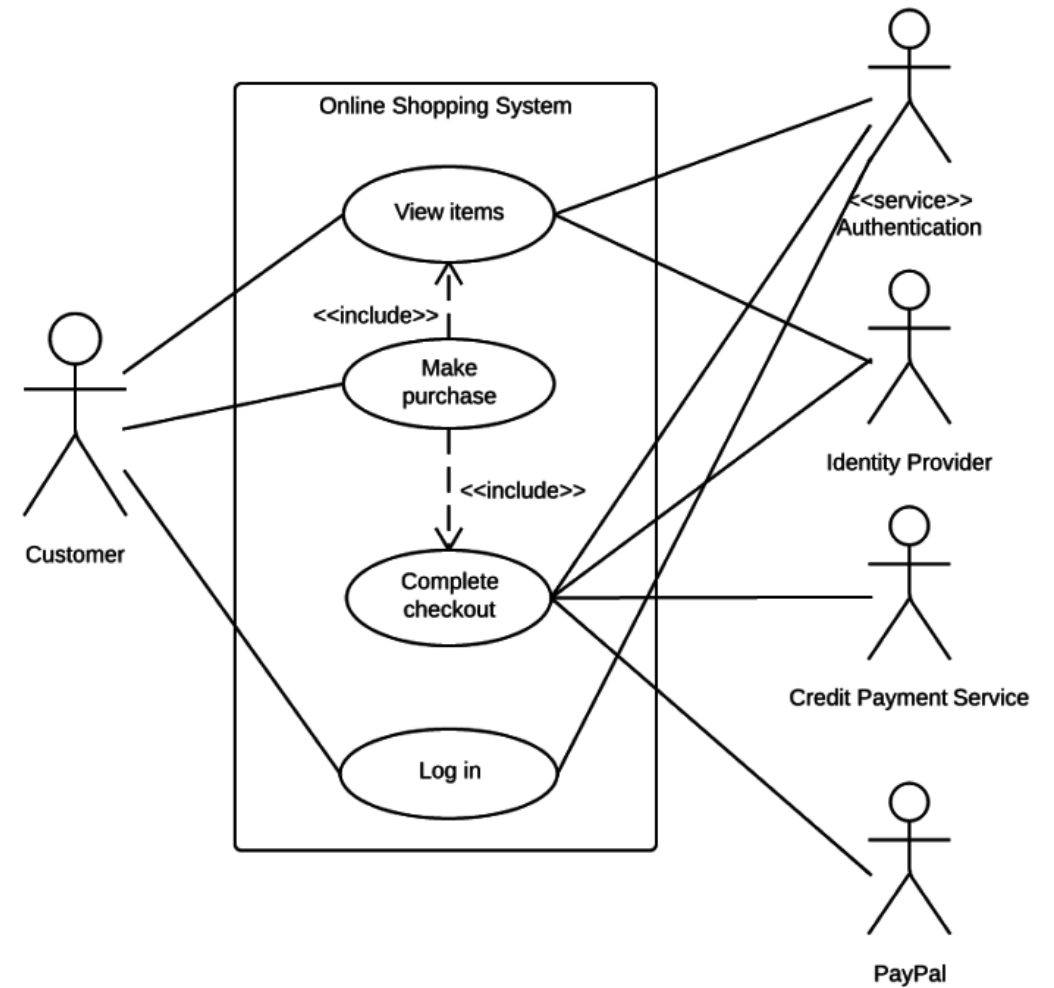 Online Shopping System
View items
<<include>>
Make
purchase
<<include>>
Complete
checkout
Log in
Customer
<<service>>
Authentication
Identity Provider
Credit Payment Service
PayPal